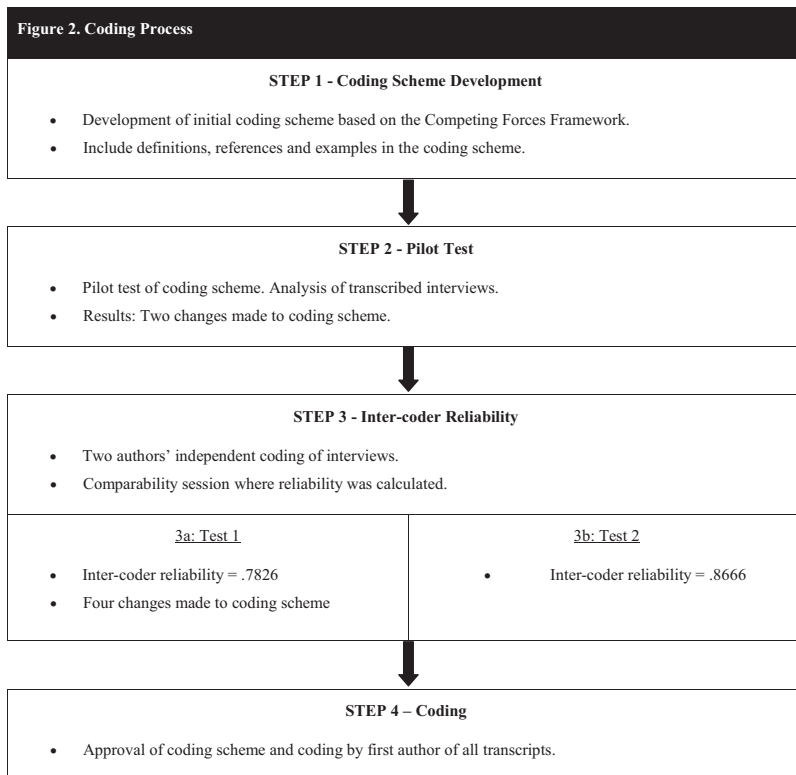 Figure 2. Coding Process
STEP 1 - Coding Scheme Development
• Development of initial coding scheme based on the Competing Forces Framework.
• Include definitions, references and examples in the coding scheme.
STEP 2 - Pilot Test
• Pilot test of coding scheme. Analysis of transcribed interviews.
• Results: Two changes made to coding scheme.
STEP 3 - Inter-coder Reliability
• Two authors’ independent coding of interviews.
• Comparability session where reliability was calculated.
3a: Test 1
• Inter-coder reliability = .7826
• Four changes made to coding scheme
3b: Test 2
• Inter-coder reliability = .8666
STEP 4 – Coding
• Approval of coding scheme and coding by first author of all transcripts.